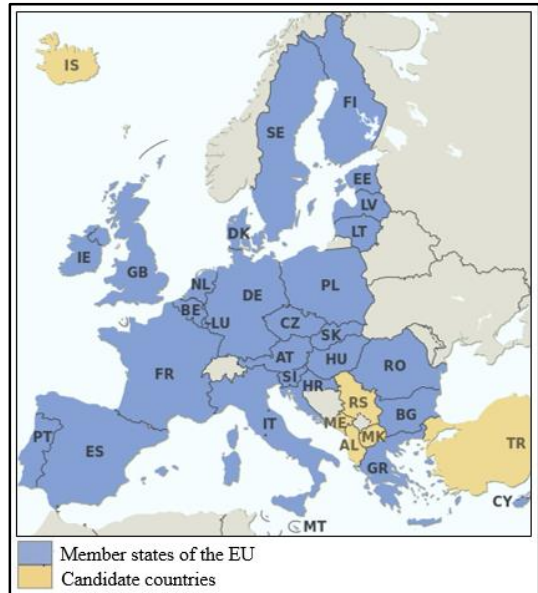 IS
FI
SE
EE
LV
DK
LT
IE
GB
NL
DE
PL
BE
LU
CZ
SK
AT
HU
FR
SI
HR
RO
RS
IT
ME
BG
PT
ES
AL
MK
TR
GR
CY
MT
Member states of the EU
Candidate countries